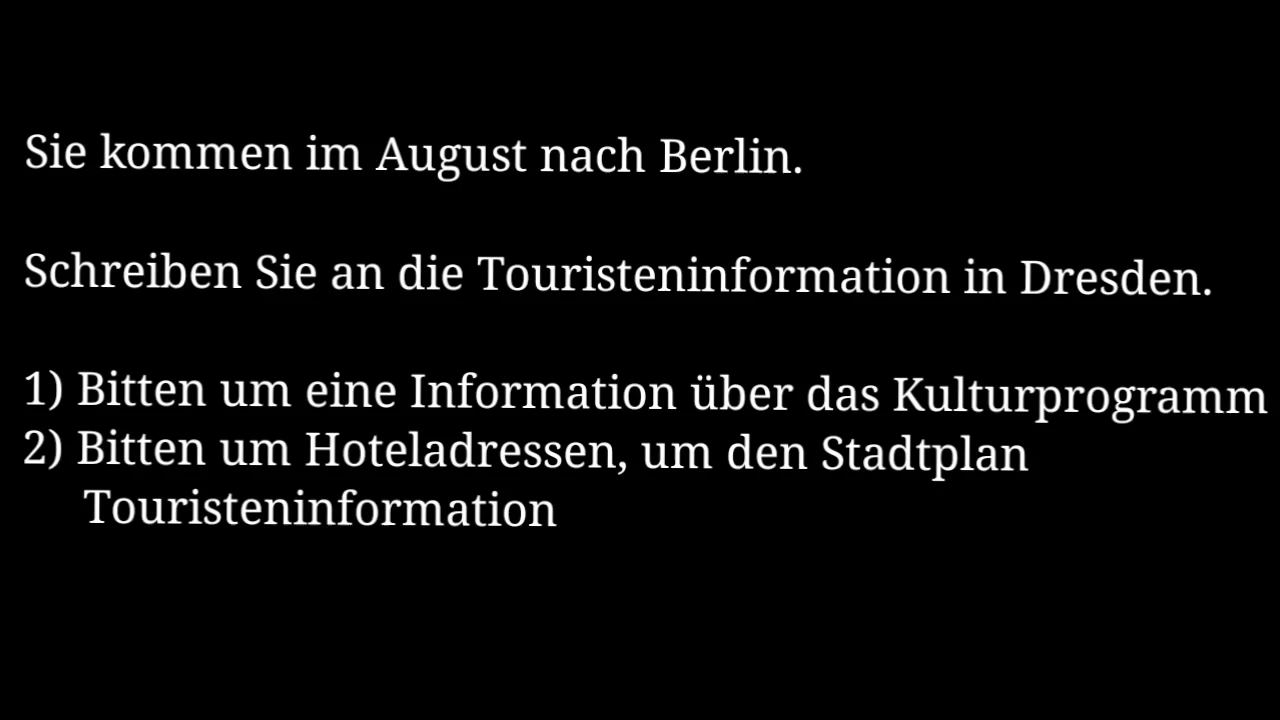 Sie kommen im August nach Berlin.
Schreiben Sie an die Touristeninformation in Dresden.
1) Bitten um eine Information über das Kulturprogramm
2) Bitten um Hoteladressen, um den Stadtplan
Touristeninformation